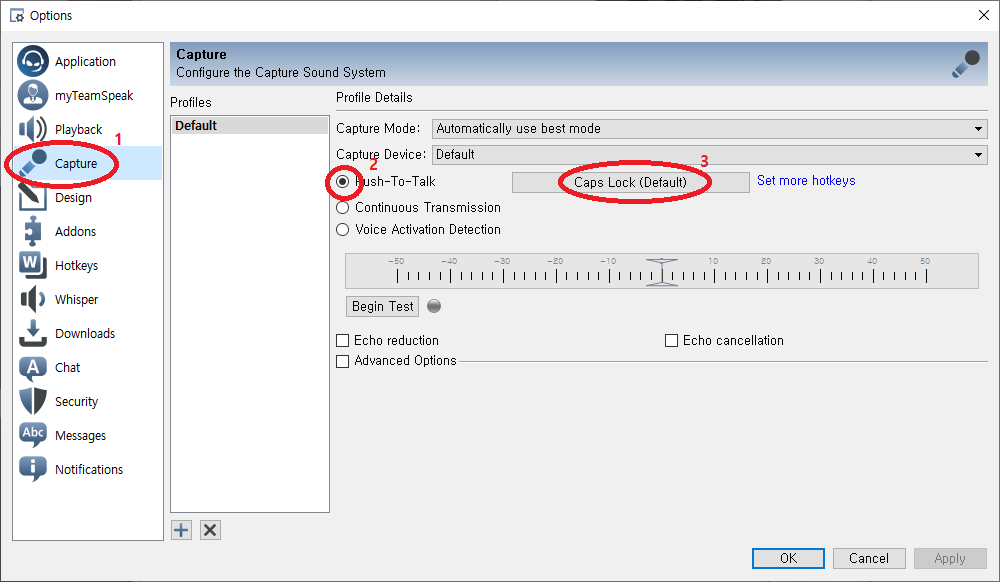 Options
Application
myTeamSpeak
Playback
1
Capture
Design
Addons
Hotkeys
Whisper
Downloads
Chat
Security
Messages
Notifications
Capture
Configure the Capture Sound System
Profiles
Default
Profile Details
Capture Mode: Automatically use best mode
Capture Device: Default
2
3
Push-To-Talk Caps Lock (Default) Set more hotkeys
Continuous Transmission
Voice Activation Detection
-50 -40 -30 -20 -10 10 20 30 40 50
Begin Test
Echo reduction Echo cancellation
Advanced Options
OK Cancel Apply